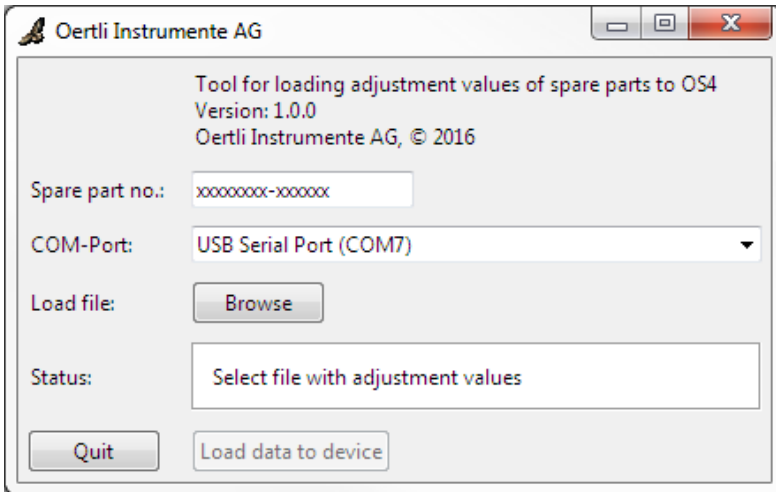 Oertli Instrumente AG
Tool for loading adjustment values of spare parts to OS4
Version: 1.0.0
Oertli Instrumente AG, © 2016
Spare part no.: xxxxxxxx-xxxxxx
COM-Port: USB Serial Port (COM7)
Load file: Browse
Status: Select file with adjustment values
Quit Load data to device